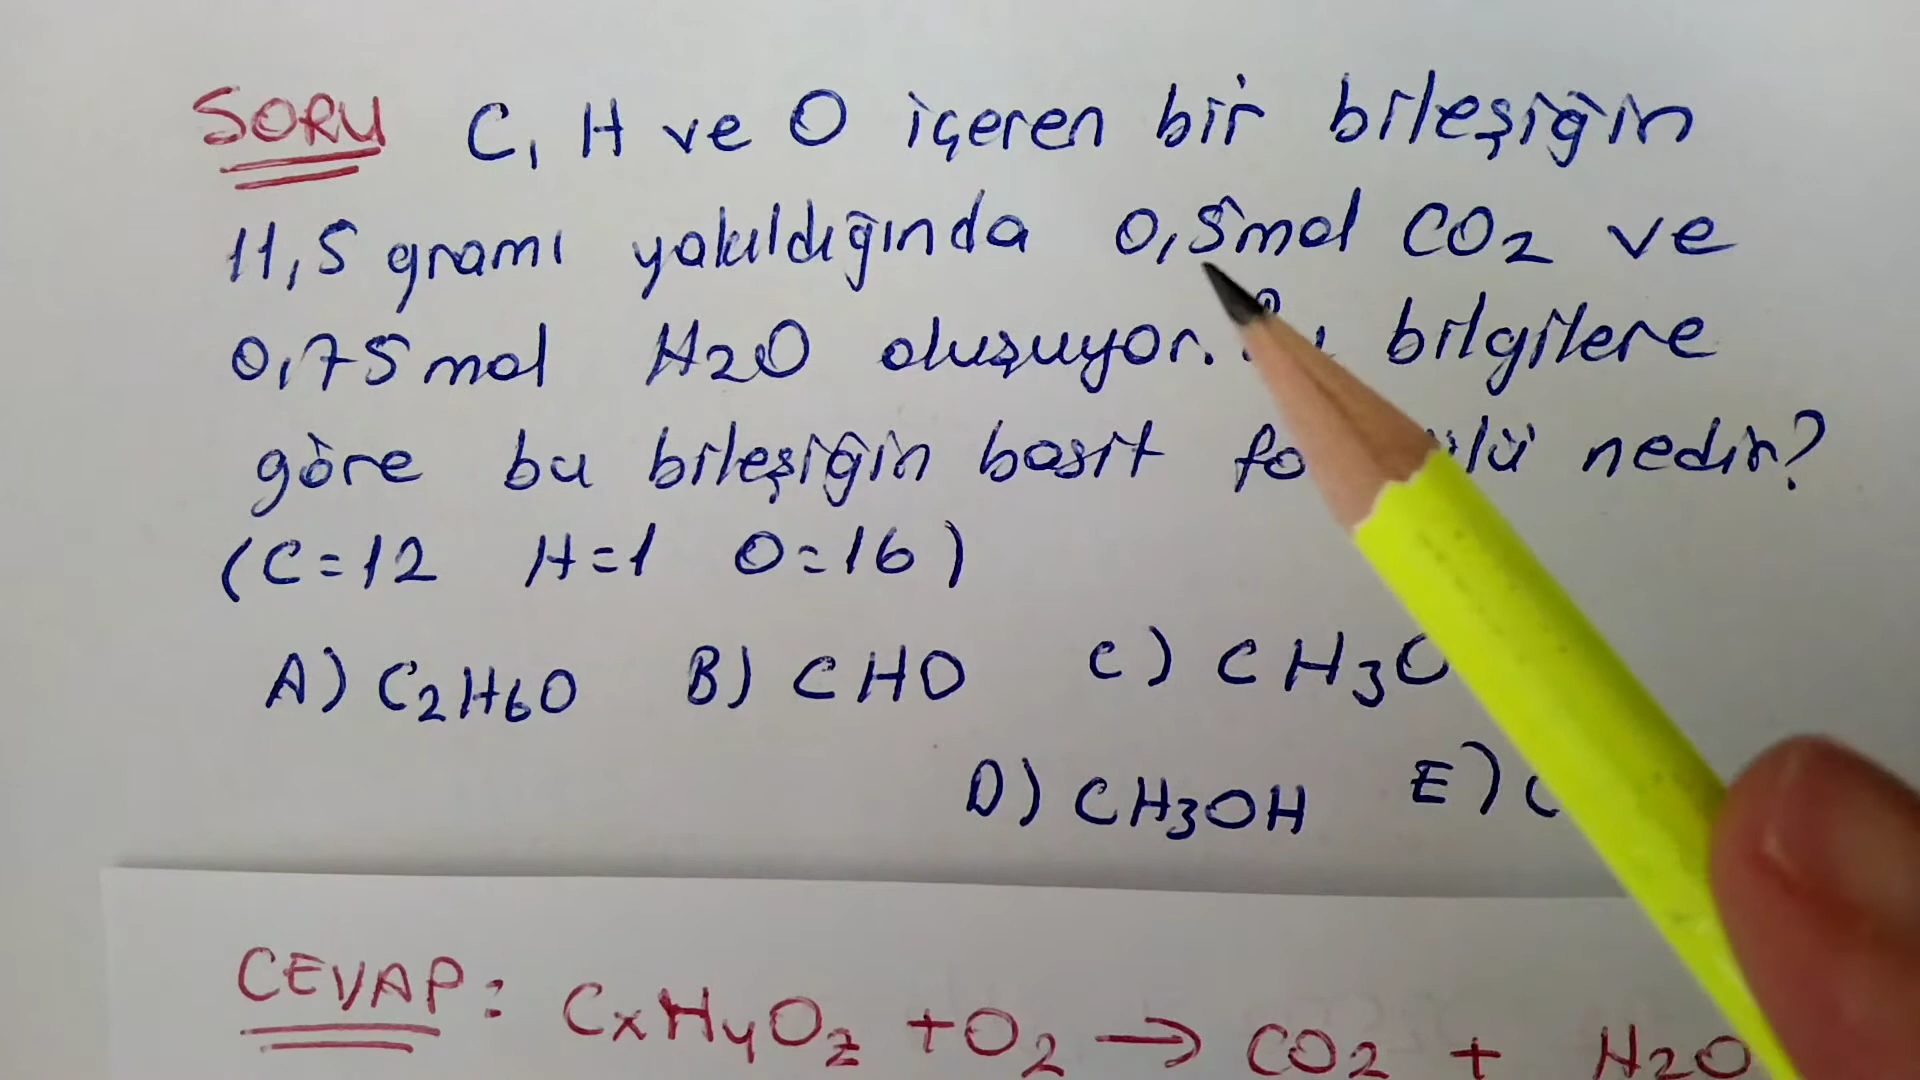 SORU C, H ve O içeren bir bileşiğin
11,5 gramı yakıldığında 0,5mol CO2 ve
0,75mol H2O oluşuyor. bilgilere
göre bu bileşiğin basit nedir?
(C=12 H=1 O=16)
A) C2H6O B) CHO C) CH3O
D) CH3OH E)
CEVAP: CxHyOz + O2 → CO2 + H2O